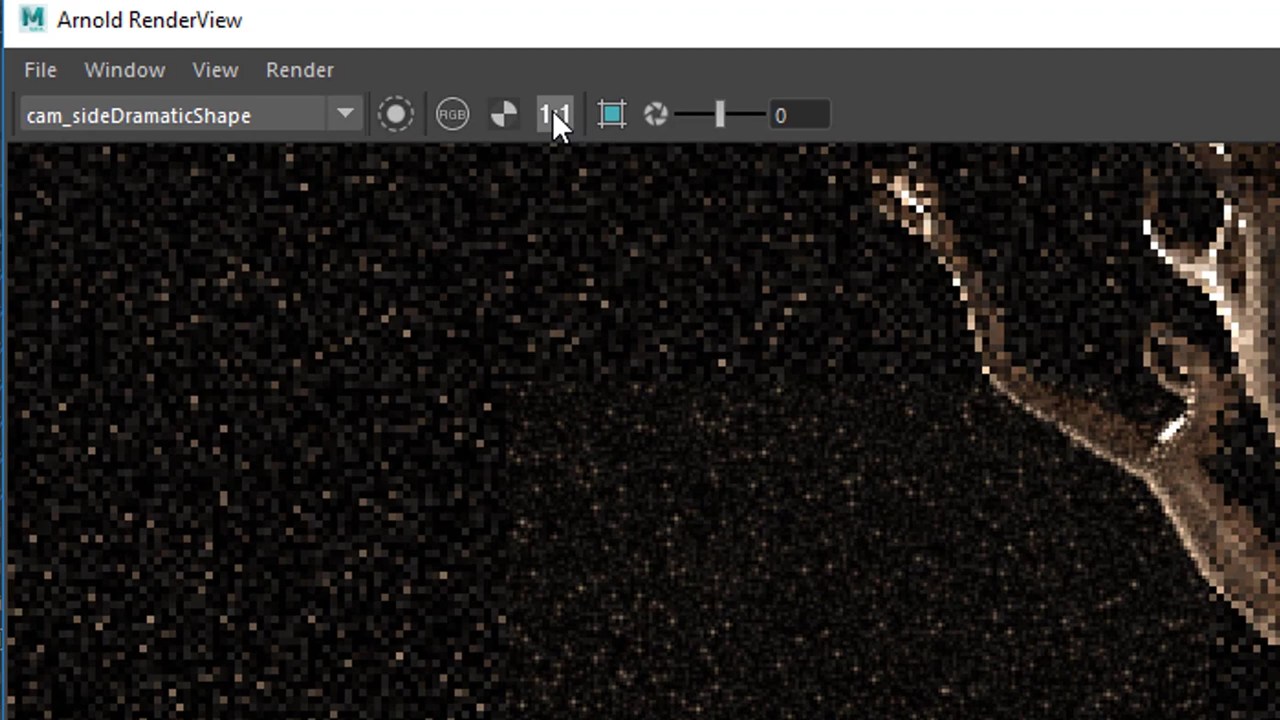 Arnold RenderView
File Window View Render
cam_sideDramaticShape RGB 1:1 0